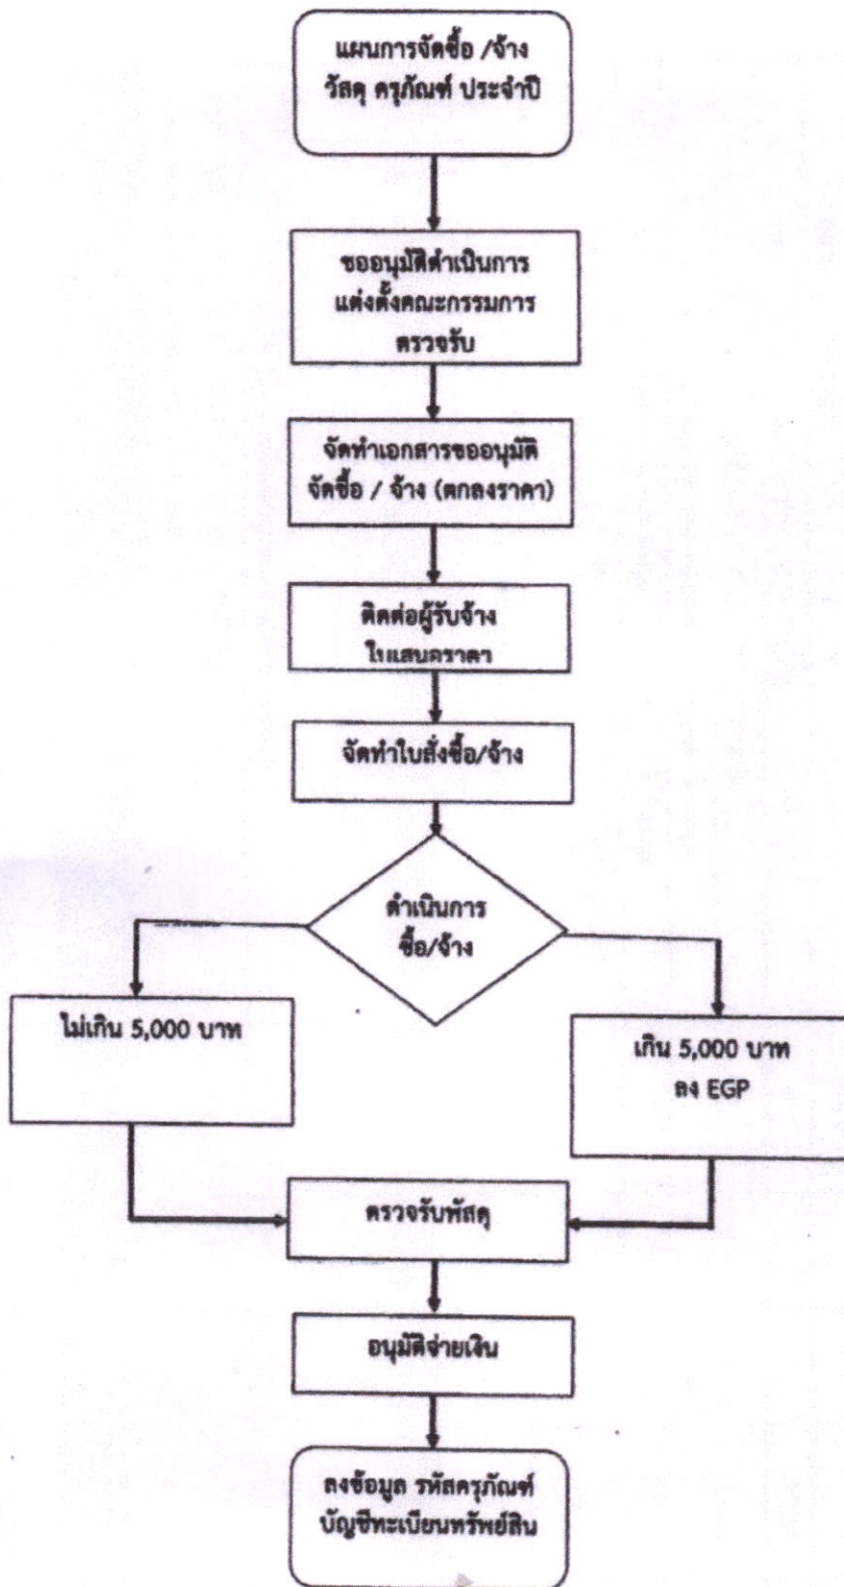 แผนการจัดซื้อ /จ้าง
วัสดุ ครุภัณฑ์ ประจำปี
ขออนุมัติดำเนินการ
แต่งตั้งคณะกรรมการ
ตรวจรับ
จัดทำเอกสารขออนุมัติ
จัดซื้อ / จ้าง (ตกลงราคา)
ติดต่อผู้รับจ้าง
ใบเสนอราคา
จัดทำใบสั่งซื้อ/จ้าง
ดำเนินการ
ซื้อ/จ้าง
ไม่เกิน 5,000 บาท
เกิน 5,000 บาท
ลง EGP
ตรวจรับพัสดุ
อนุมัติจ่ายเงิน
ลงข้อมูล รหัสครุภัณฑ์
บัญชีทะเบียนทรัพย์สิน